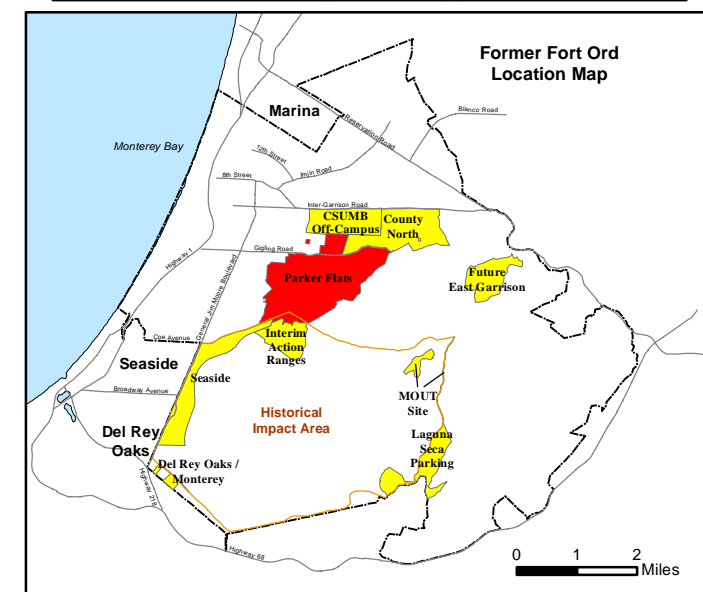 Former Fort Ord
Location Map
Marina
Blanco Road
Reservation Road
Monterey Bay
12th Street
Imjin Road
8th Street
Inter-Garrison Road
CSUMB
Off-Campus
County
North
Gigling Road
Highway 1
General Jim Moore Boulevard
Parker Flats
Future
East Garrison
Coe Avenue
Interim
Action
Ranges
Seaside
Seaside
Broadway Avenue
MOUT
Site
Historical
Impact Area
Del Rey
Oaks
Laguna
Seca
Parking
Del Rey Oaks /
Monterey
Highway 218
Highway 68
0 1 2
Miles